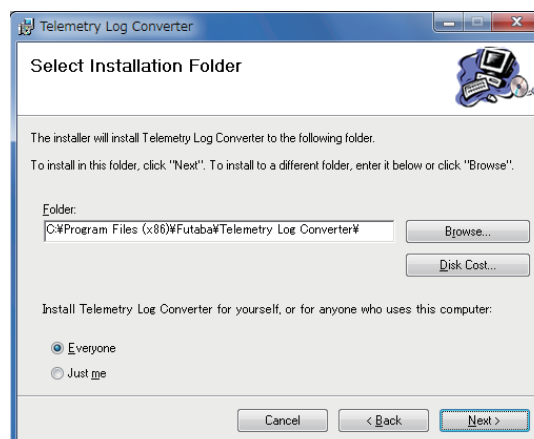 Telemetry Log Converter
Select Installation Folder
The installer will install Telemetry Log Converter to the following folder.
To install in this folder, click "Next". To install to a different folder, enter it below or click "Browse".
Folder:
C:¥Program Files (x86)¥Futaba¥Telemetry Log Converter¥
Browse...
Disk Cost...
Install Telemetry Log Converter for yourself, or for anyone who uses this computer:
Everyone
Just me
Cancel
< Back
Next >